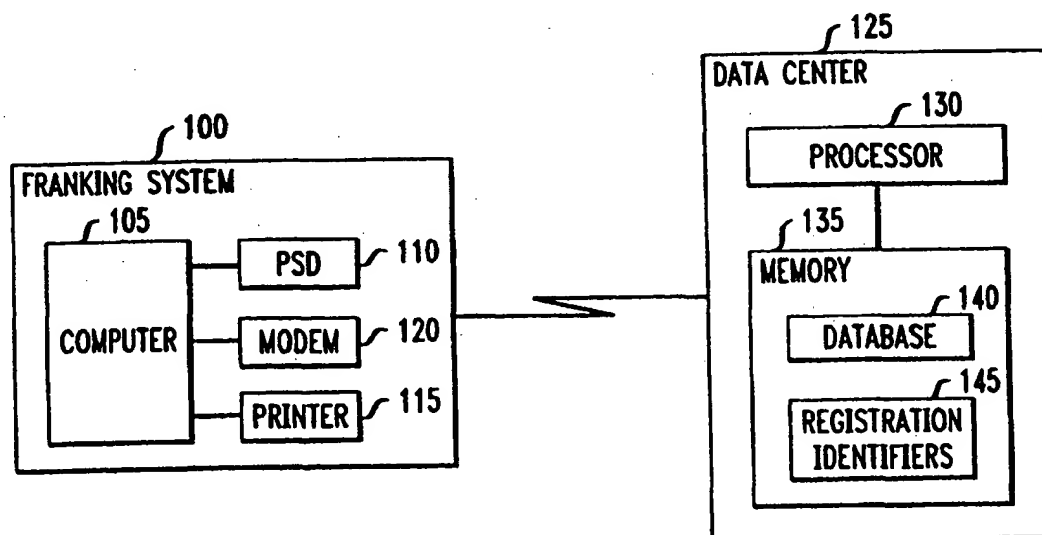 125
DATA CENTER
130
PROCESSOR
100
FRANKING SYSTEM
105
COMPUTER
PSD
110
MODEM
120
PRINTER
115
135
MEMORY
140
DATABASE
145
REGISTRATION
IDENTIFIERS